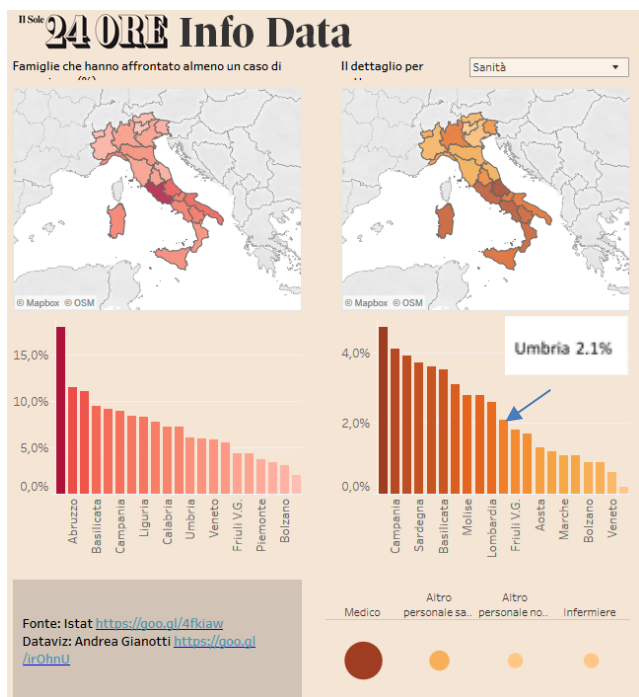 Il Sole
24 ORE Info Data
Famiglie che hanno affrontato almeno un caso di
(%)
Il dettaglio per
Sanità
© Mapbox © OSM
© Mapbox © OSM
15,0%
10,0%
5,0%
0,0%
Abruzzo
Basilicata
Campania
Liguria
Calabria
Umbria
Veneto
Friuli V.G.
Piemonte
Bolzano
4,0%
2,0%
0,0%
Umbria 2.1%
Campania
Sardegna
Basilicata
Molise
Lombardia
Friuli V.G.
Aosta
Marche
Bolzano
Veneto
Fonte: Istat https://goo.gl/4fkiaw
Dataviz: Andrea Gianotti https://goo.gl
/irOhnU
Medico
Altro
personale sa..
Altro
personale no..
Infermiere